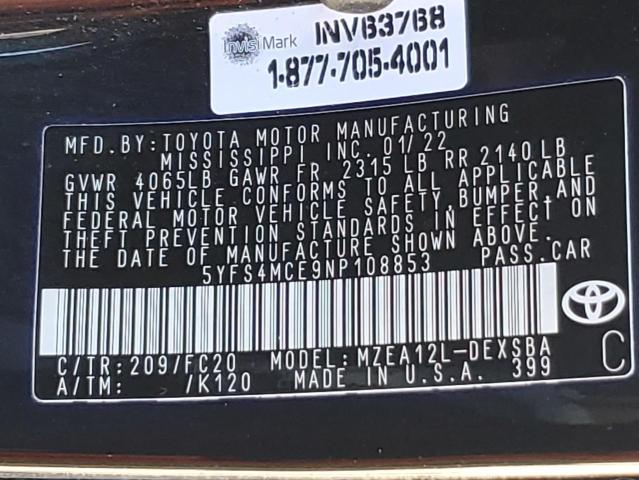 InvisiMark INV63768
1-877-705-4001
MFD. BY: TOYOTA MOTOR MANUFACTURING
MISSISSIPPI INC. 01/22
GVWR 4065LB GAWR FR 2315 LB RR 2140 LB
THIS VEHICLE CONFORMS TO ALL APPLICABLE
FEDERAL MOTOR VEHICLE SAFETY, BUMPER, AND
THEFT PREVENTION STANDARDS IN EFFECT ON
THE DATE OF MANUFACTURE SHOWN ABOVE.
5YFS4MCE9NP108853 PASS. CAR
C/TR: 209/FC20 MODEL: MZEA12L-DEXSBA C
A/TM: /K120 MADE IN U.S.A. 399